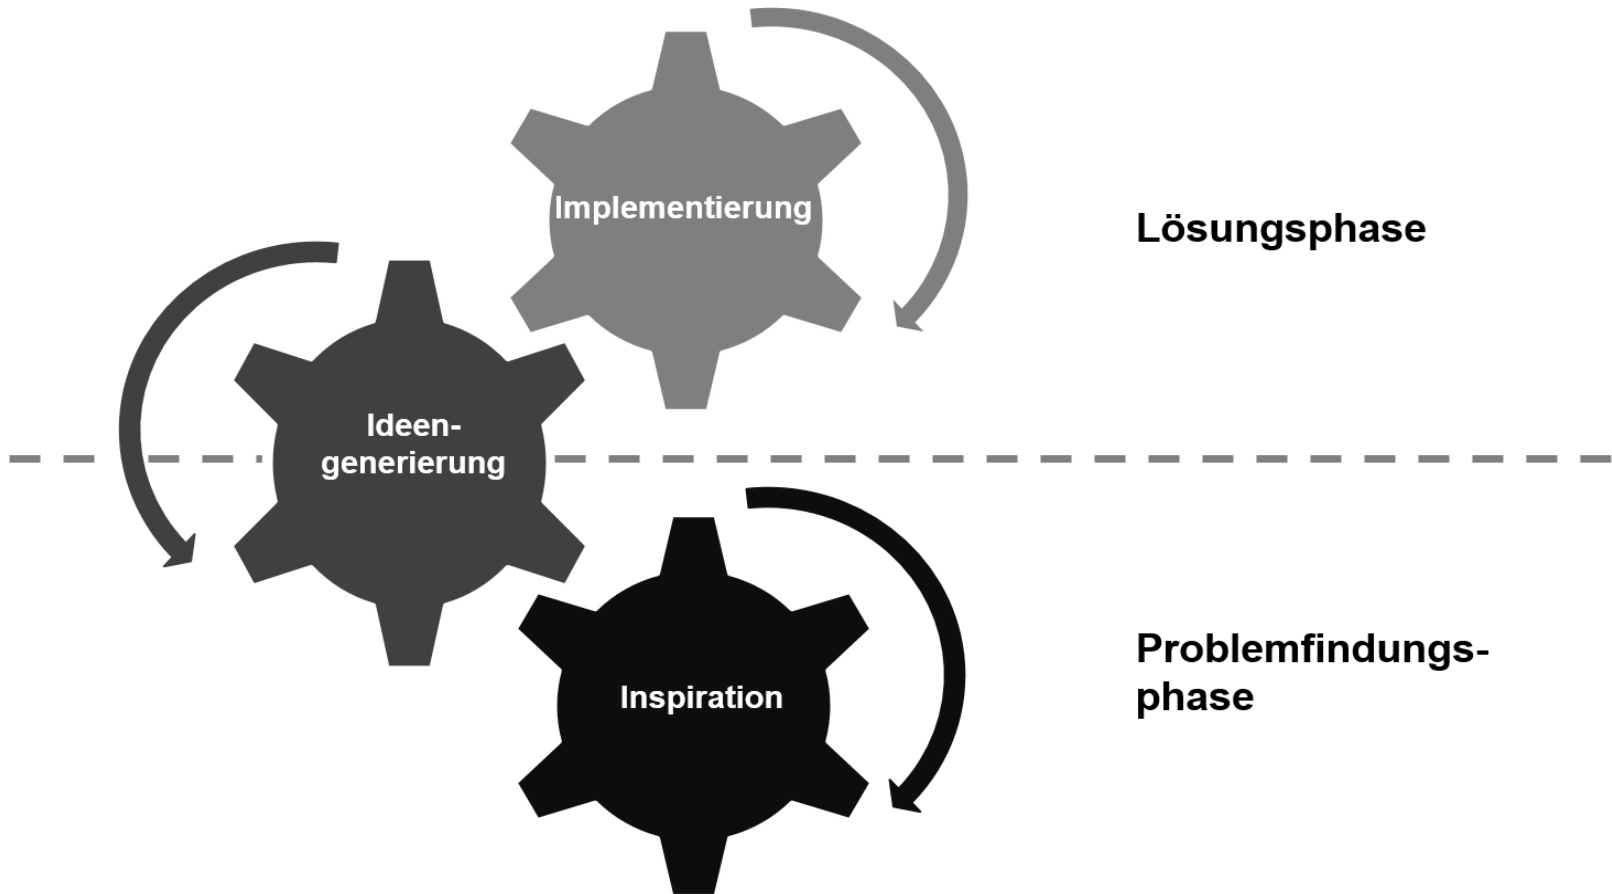 Implementierung
Lösungsphase
Ideen-
generierung
Problemfindungs-
phase
Inspiration